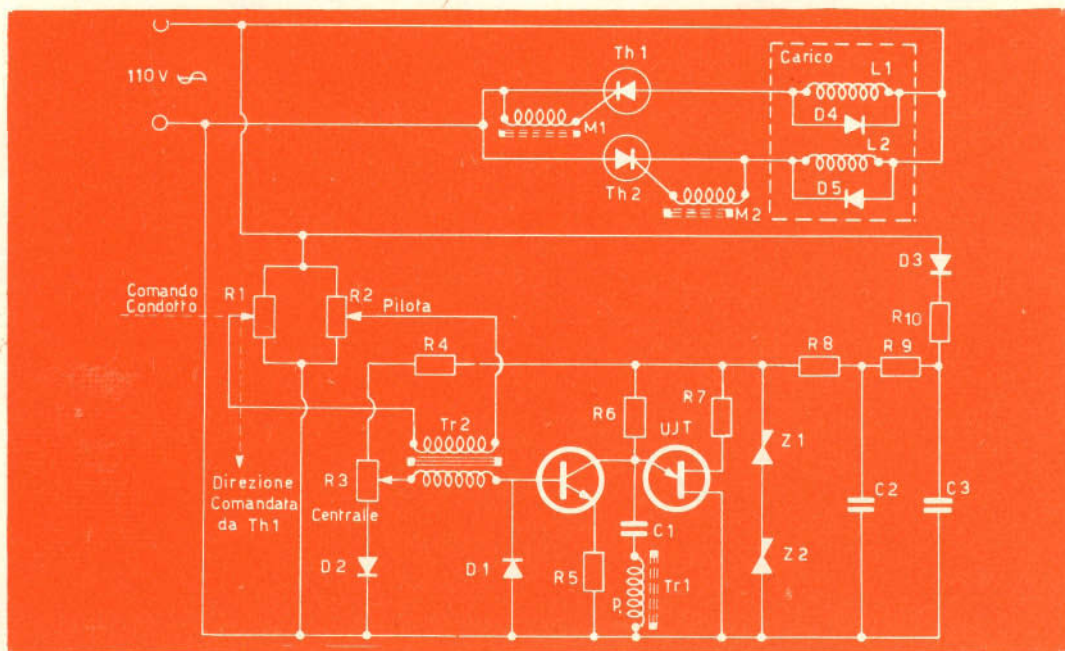 110V
Th1
Carico
L1
M1
D4
L2
Th2
D5
M2
D3
Comando
Condotto
R1
R2
Pilota
R10
R4
R8
R9
R6
UJT
R7
Tr2
Z1
R3
Direzione
Comandata
da Th1
Centralle
C1
C2
C3
D2
D1
R5
Tr1
Z2
P.